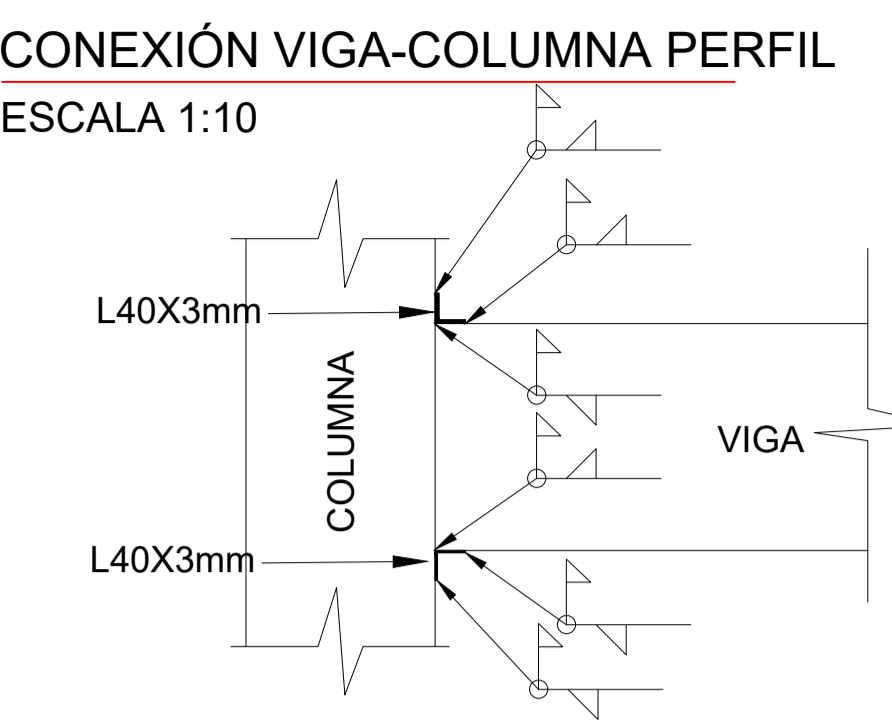 CONEXIÓN VIGA-COLUMNA PERFIL
ESCALA 1:10
L40X3mm
COLUMNA
VIGA
L40X3mm